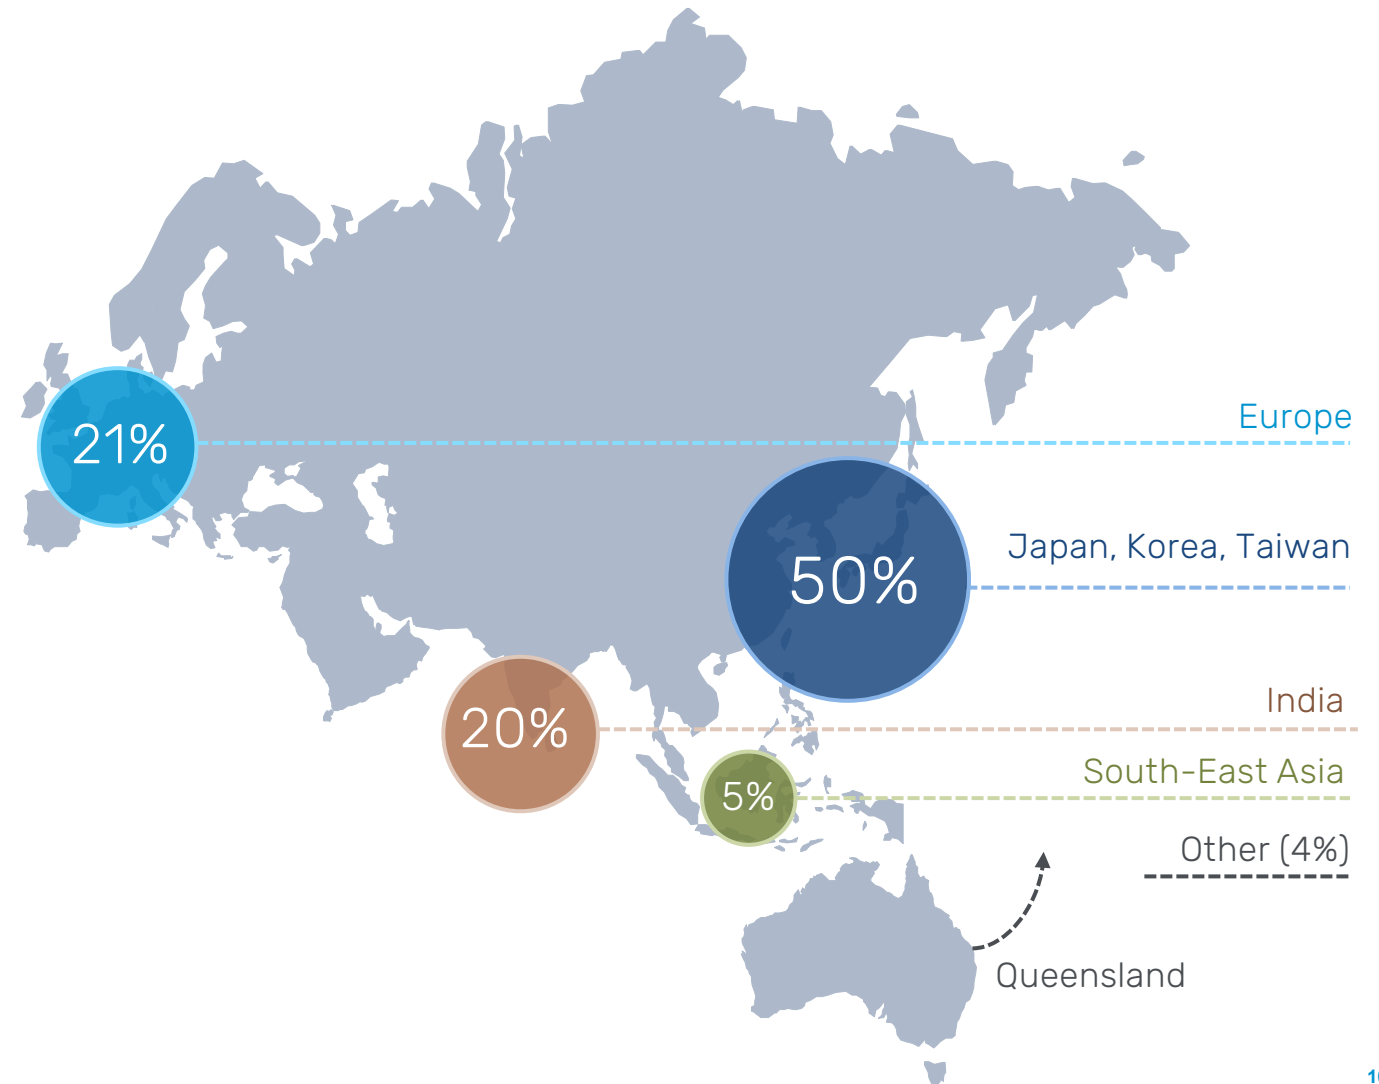 Europe
21%
Japan, Korea, Taiwan
50%
India
20%
South-East Asia
5%
Other (4%)
Queensland